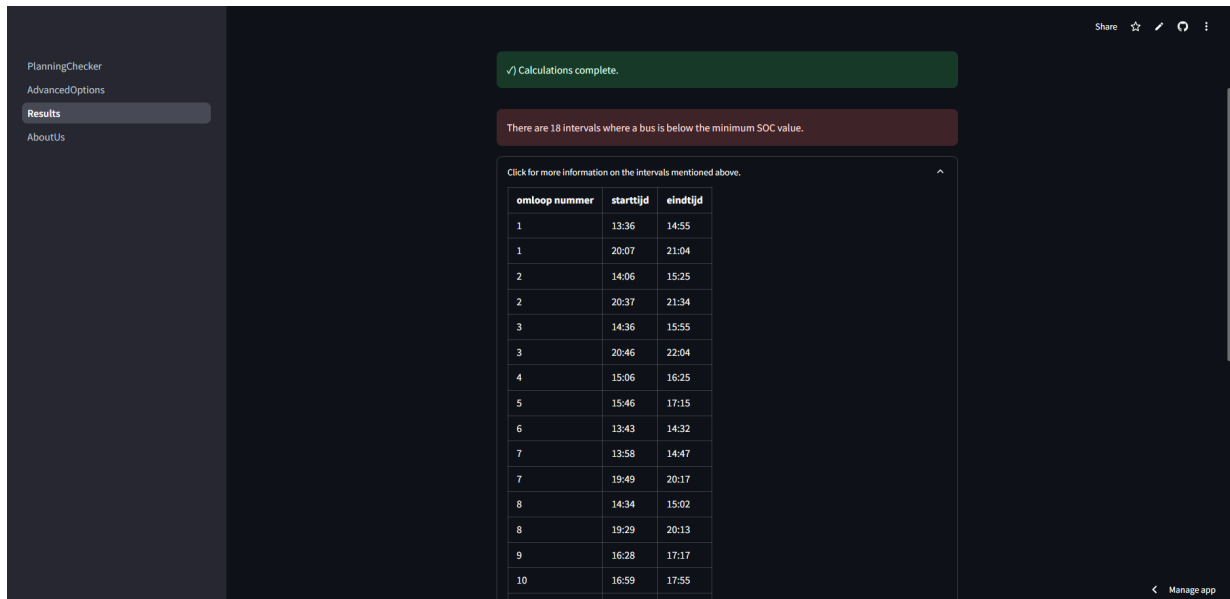 Share
PlanningChecker
AdvancedOptions
Results
AboutUs
✓) Calculations complete.
There are 18 intervals where a bus is below the minimum SOC value.
Click for more information on the intervals mentioned above.
omloop nummer starttijd eindtijd
1 13:36 14:55
1 20:07 21:04
2 14:06 15:25
2 20:37 21:34
3 14:36 15:55
3 20:46 22:04
4 15:06 16:25
5 15:46 17:15
6 13:43 14:32
7 13:58 14:47
7 19:49 20:17
8 14:34 15:02
8 19:29 20:13
9 16:28 17:17
10 16:59 17:55
Manage app